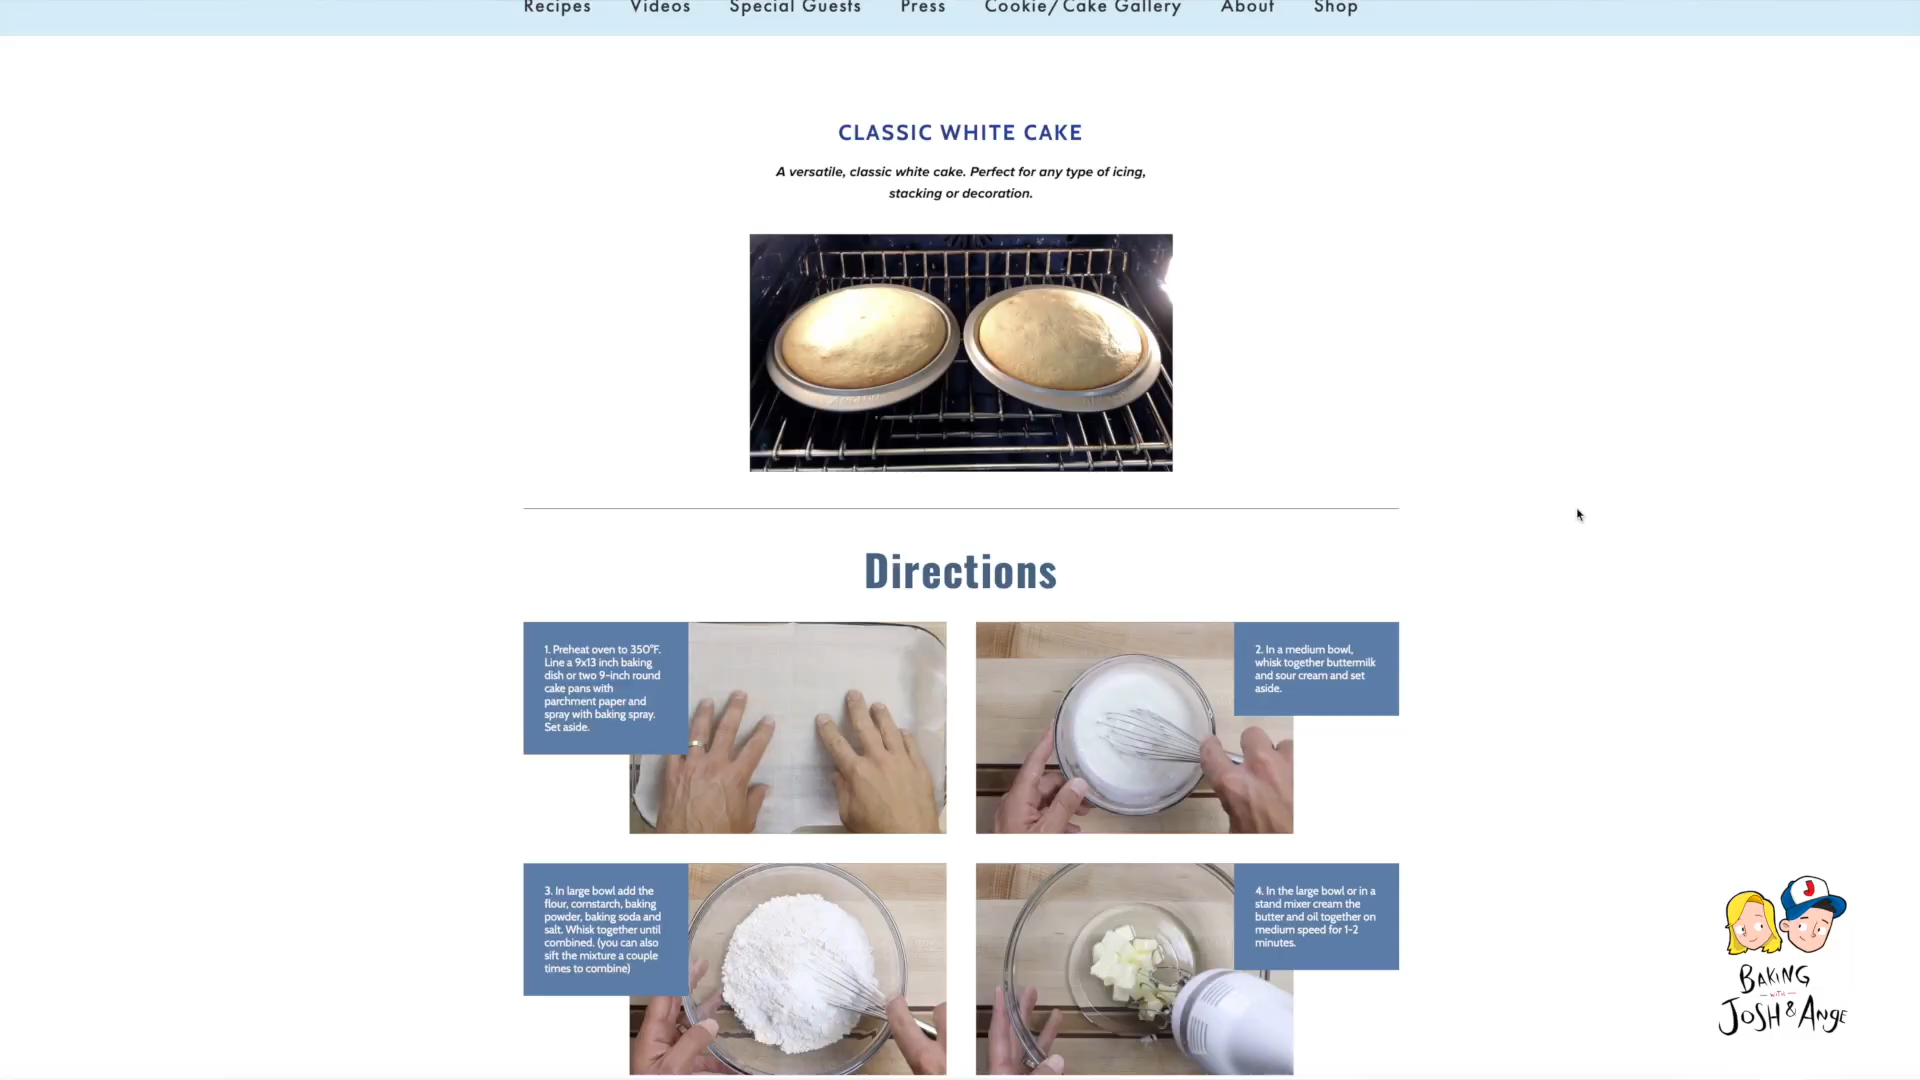 Recipes Videos Special Guests Press Cookie/Cake Gallery About Shop
CLASSIC WHITE CAKE
A versatile, classic white cake. Perfect for any type of icing,
stacking or decoration.
Directions
1. Preheat oven to 350°F.
Line a 9x13 inch baking
dish or two 9-inch round
cake pans with
parchment paper and
spray with baking spray.
Set aside.
2. In a medium bowl,
whisk together buttermilk
and sour cream and set
aside.
3. In large bowl add the
flour, cornstarch, baking
powder, baking soda and
salt. Whisk together until
combined. (you can also
sift the mixture a couple
times to combine)
4. In the large bowl or in a
stand mixer cream the
butter and oil together on
medium speed for 1-2
minutes.
J
BAKING
WITH
JOSH & ANGE